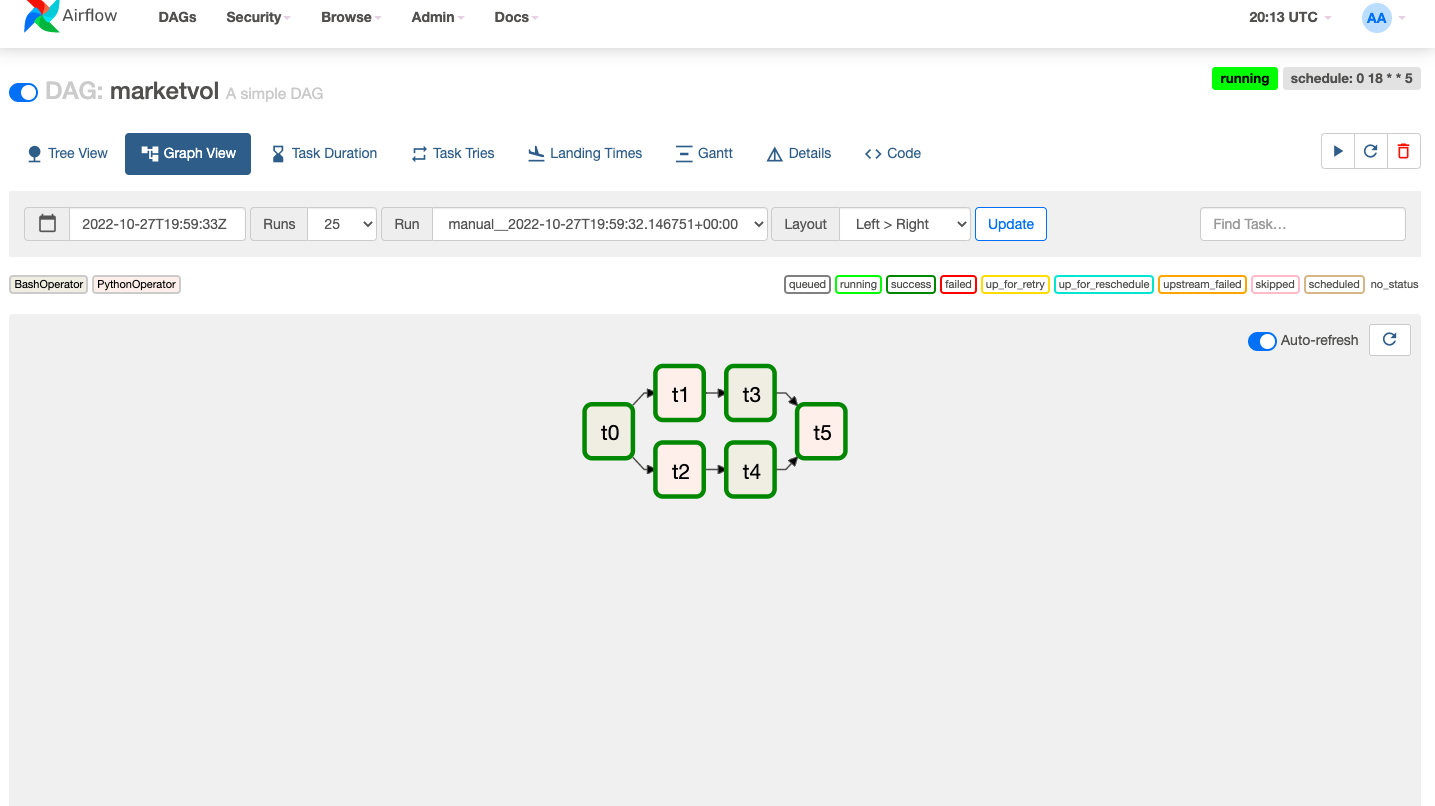 Airflow DAGs Security Browse Admin Docs 20:13 UTC AA
running schedule: 0 18 * * 5
DAG: marketvol A simple DAG
Tree View Graph View Task Duration Task Tries Landing Times Gantt Details Code
2022-10-27T19:59:33Z Runs 25 Run manual__2022-10-27T19:59:32.146751+00:00 Layout Left > Right Update Find Task...
BashOperator PythonOperator queued running success failed up_for_retry up_for_reschedule upstream_failed skipped scheduled no_status
Auto-refresh
t1 t3
t0 t5
t2 t4